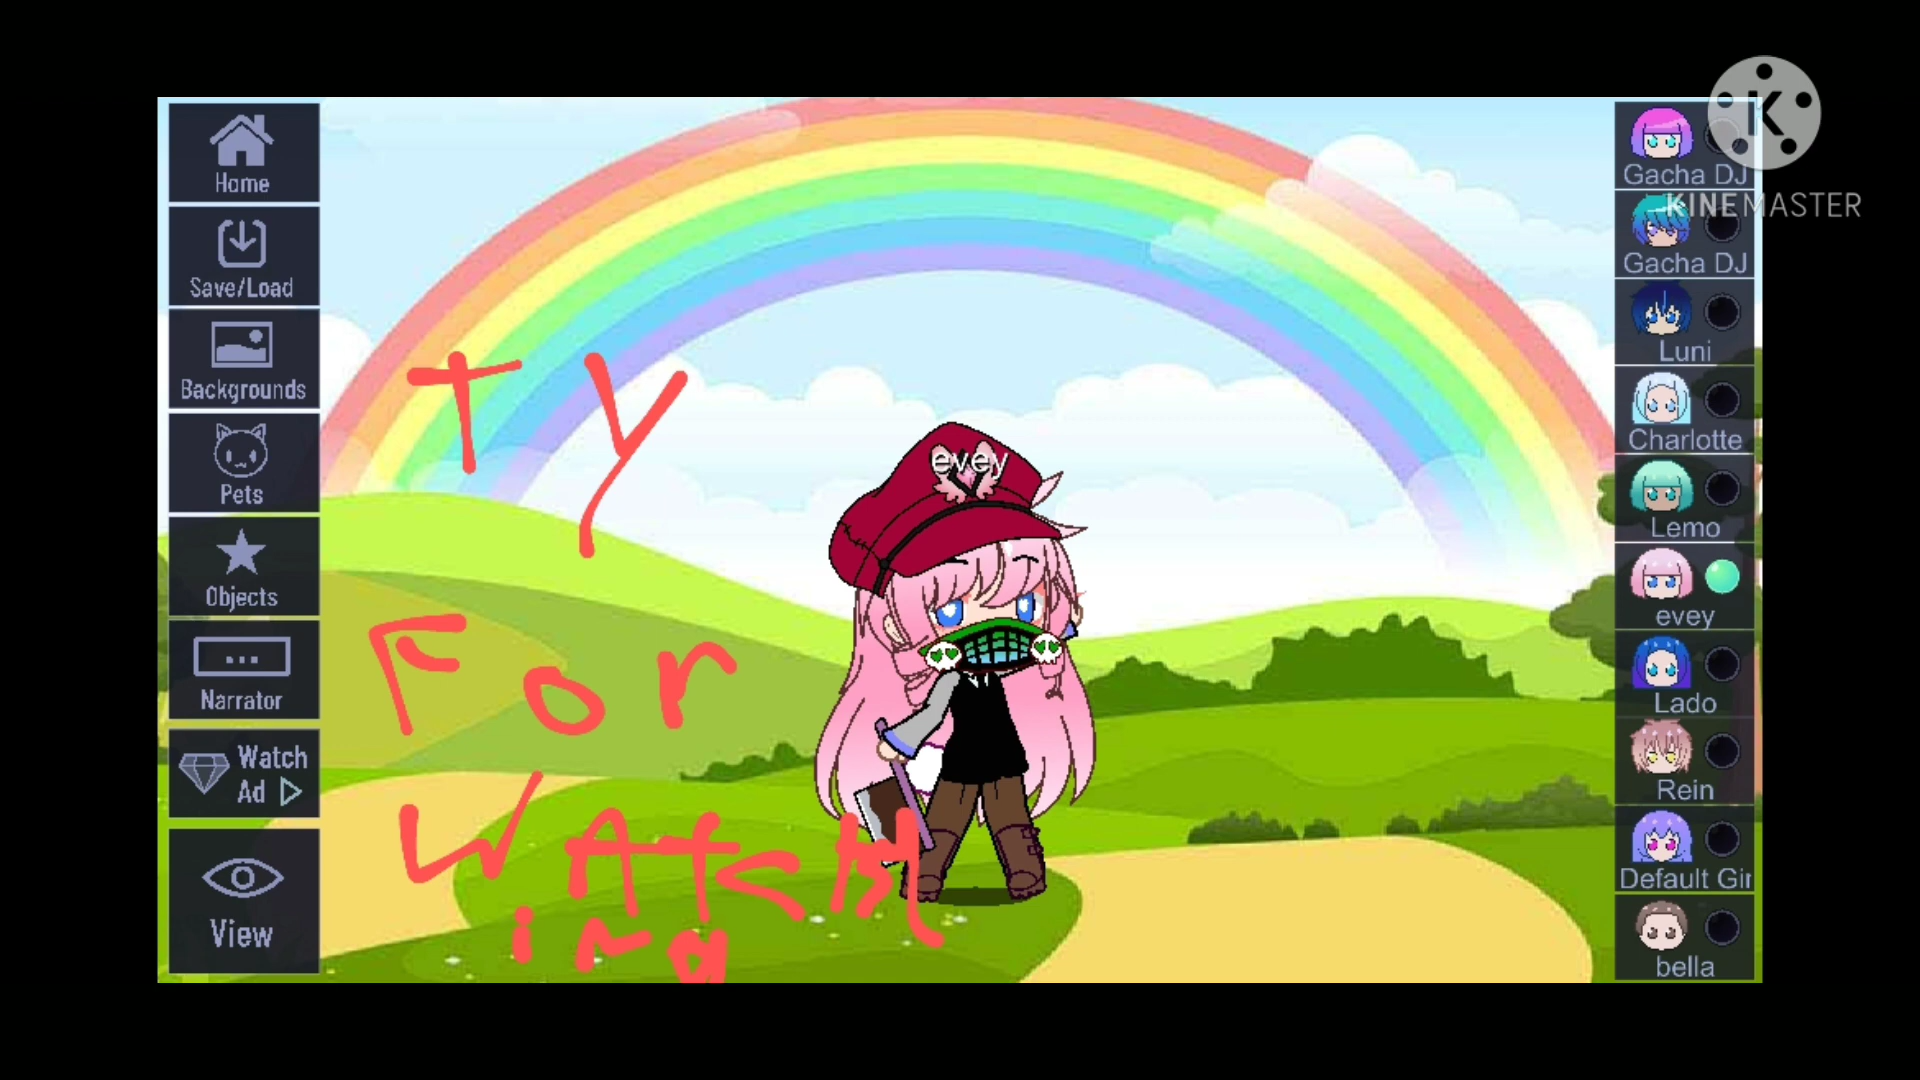 Home
Save/Load
Backgrounds
Pets
Objects
Narrator
Watch
Ad
View
TY
For
WAtcH
ing
evey
Gacha DJ
Gacha DJ
Luni
Charlotte
Lemo
evey
Lado
Rein
Default Gir
bella
K
KINEMASTER